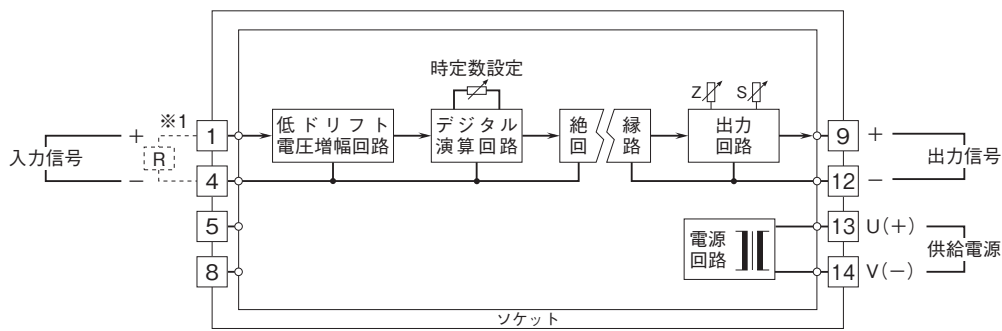 時定数設定
Z
S
※1
+
R
−
入力信号
1
4
5
8
低ドリフト
電圧増幅回路
デジタル
演算回路
絶 縁
回 路
出力
回路
9
+
12
−
出力信号
電源
回路
13
U(+)
14
V(−)
供給電源
ソケット